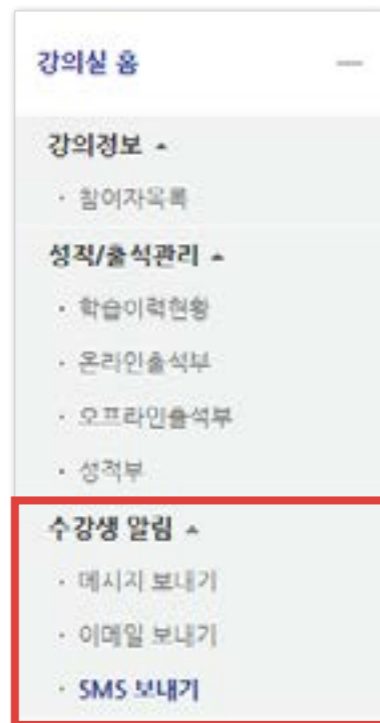 강의실 홈
강의정보
· 참여자목록
성적/출석관리
· 학습이력현황
· 온라인출석부
· 오프라인출석부
· 성적부
수강생 알림
· 메시지 보내기
· 이메일 보내기
· SMS 보내기